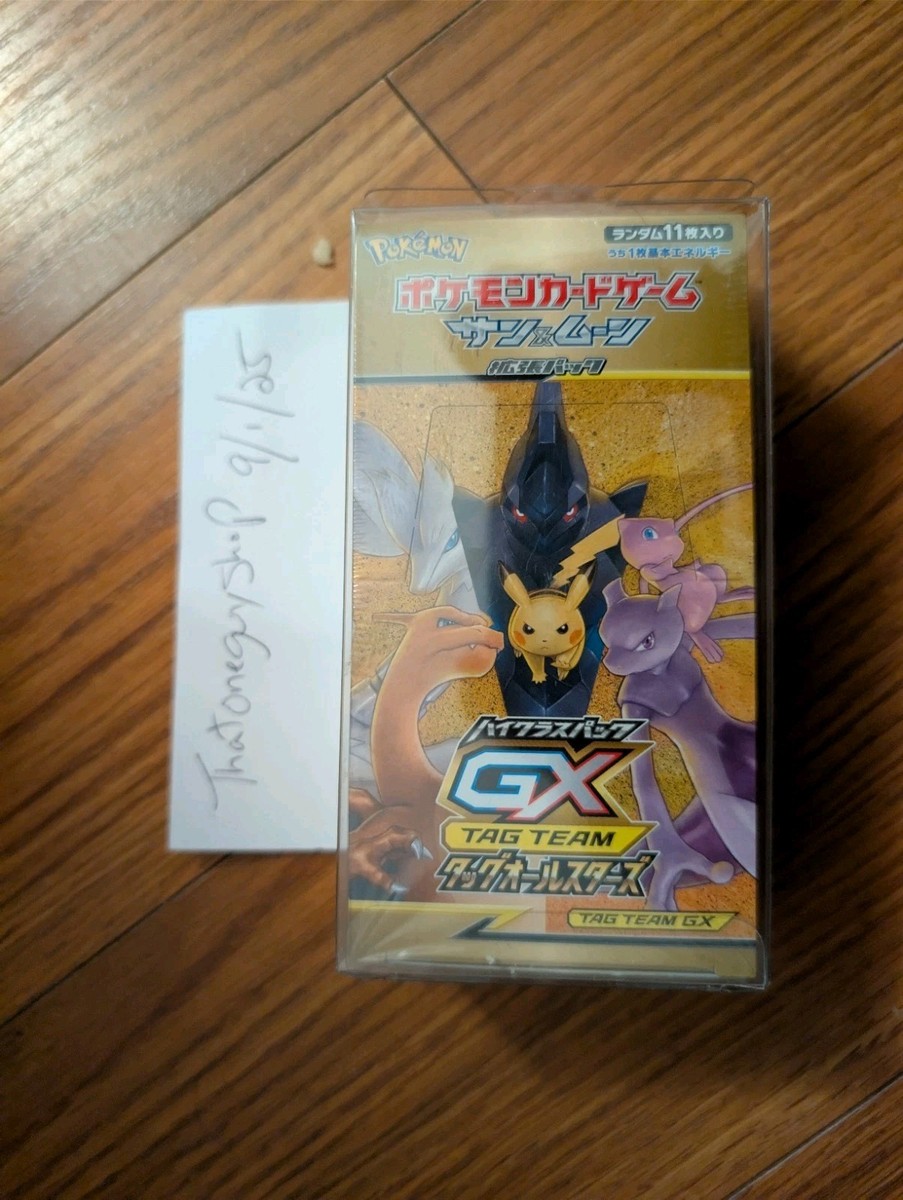 Thatoneguyshop 9/1/25
POKéMON
ランダム11枚入り
うち1枚基本エネルギー
ポケモンカードゲーム
サン&ムーン
拡張パック
ハイクラスパック
GX
TAG TEAM
タッグオールスターズ
TAG TEAM GX